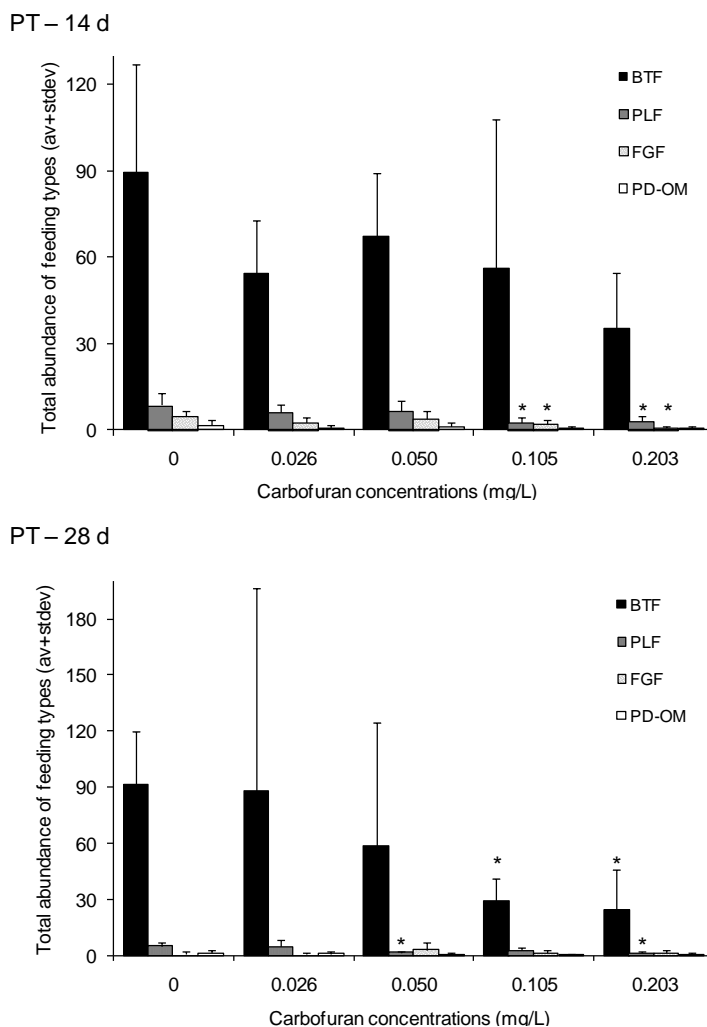 PT – 14 d
Total abundance of feeding types (av+stdev)
120
90
60
30
0
BTF
PLF
FGF
PD-OM
* *
* *
0 0.026 0.050 0.105 0.203
Carbofuran concentrations (mg/L)
PT – 28 d
Total abundance of feeding types (av+stdev)
180
150
120
90
60
30
0
BTF
PLF
FGF
PD-OM
* *
* *
0 0.026 0.050 0.105 0.203
Carbofuran concentrations (mg/L)